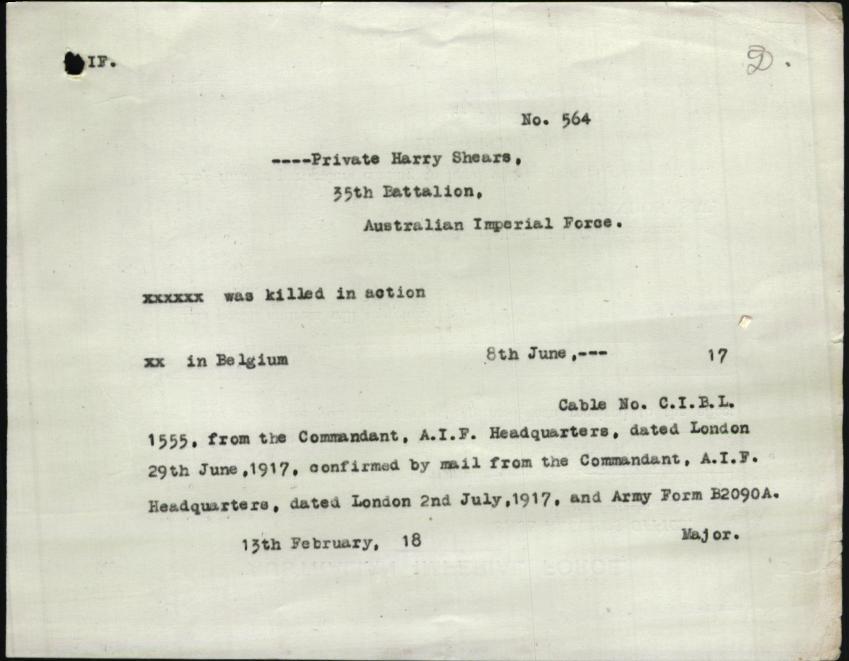 IF.
D.
No. 564
----Private Harry Shears,
35th Battalion,
Australian Imperial Force.
xxxxxx was killed in action
xx in Belgium 8th June,--- 17
Cable No. C.I.B.L.
1555, from the Commandant, A.I.F. Headquarters, dated London
29th June,1917, confirmed by mail from the Commandant, A.I.F.
Headquarters, dated London 2nd July,1917, and Army Form B2090A.
13th February, 18 Major.